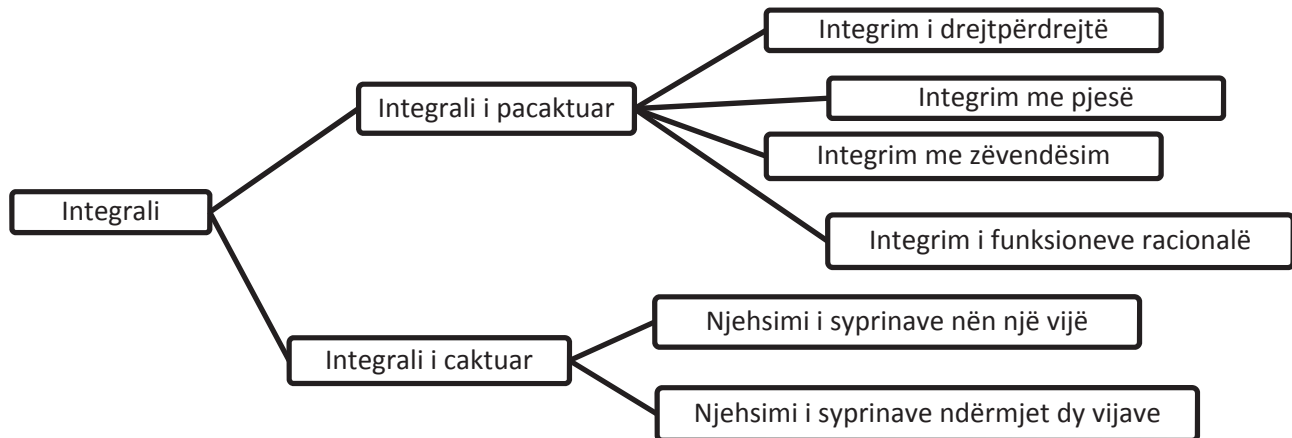 Integrim i drejtpërdrejtë
Integrali i pacaktuar
Integrim me pjesë
Integrim me zëvendësim
Integrali
Integrim i funksioneve racionalë
Njehsimi i syprinave nën një vijë
Integrali i caktuar
Njehsimi i syprinave ndërmjet dy vijave